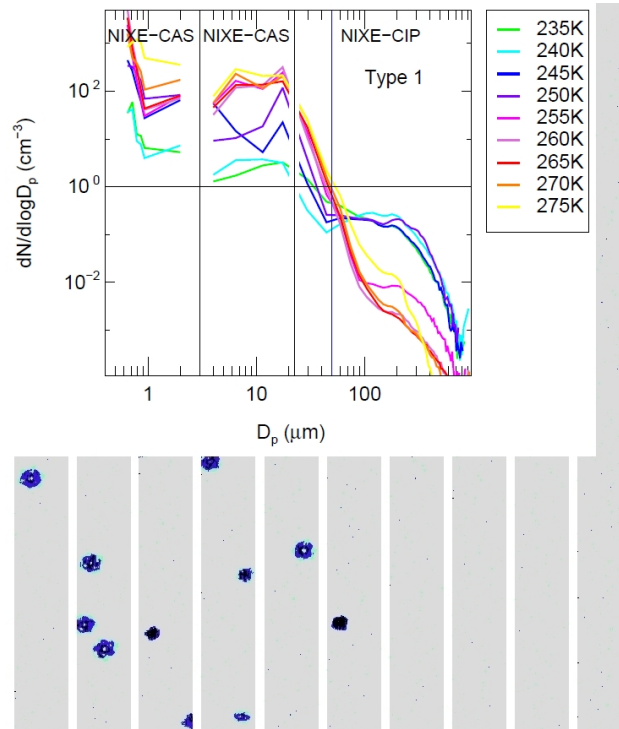 NIXE−CAS
NIXE−CAS
NIXE−CIP
Type 1
dN/dlogDp (cm−3)
10²
1.0
10−2
1
10
100
Dp (μm)
235K
240K
245K
250K
255K
260K
265K
270K
275K